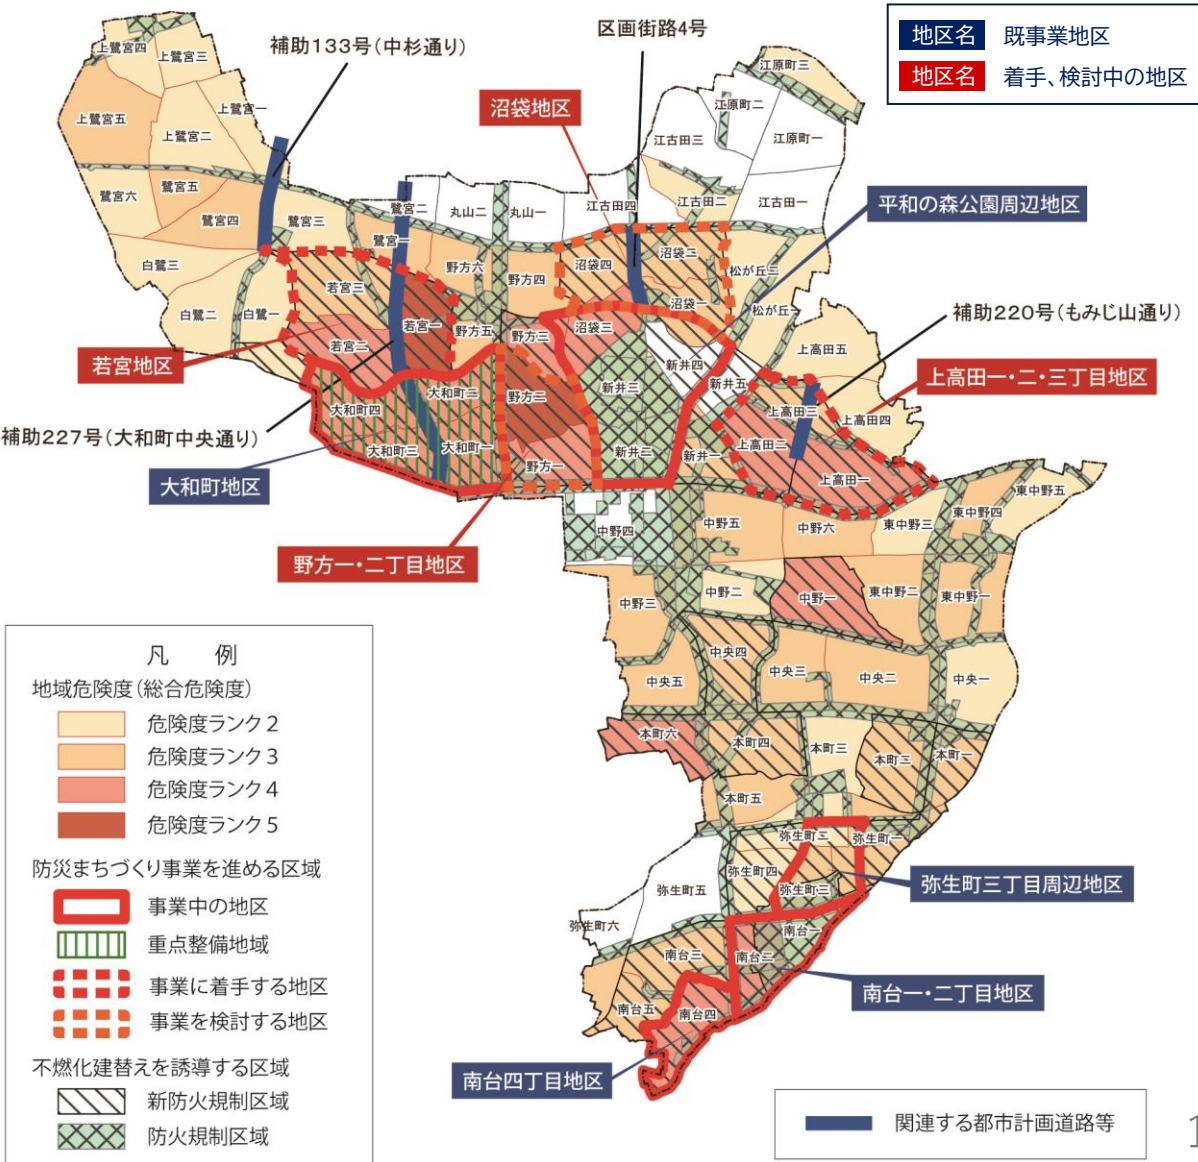 地区名 既事業地区
地区名 着手、検討中の地区
補助133号(中杉通り)
区画街路4号
沼袋地区
平和の森公園周辺地区
補助220号(もみじ山通り)
上高田一・二・三丁目地区
若宮地区
補助227号(大和町中央通り)
大和町地区
野方一・二丁目地区
弥生町三丁目周辺地区
南台一・二丁目地区
南台四丁目地区
上鷺宮四
上鷺宮三
上鷺宮一
上鷺宮五
上鷺宮二
鷺宮六
鷺宮五
鷺宮四
鷺宮三
鷺宮二
鷺宮一
白鷺三
白鷺二
白鷺一
若宮三
若宮一
若宮二
丸山二
丸山一
野方六
野方四
野方五
野方三
野方二
野方一
大和町四
大和町二
大和町三
大和町一
江原町三
江原町二
江原町一
江古田三
江古田四
江古田二
江古田一
沼袋四
沼袋二
沼袋一
沼袋三
松が丘二
松が丘一
新井四
新井五
新井三
新井二
新井一
上高田五
上高田四
上高田三
上高田二
上高田一
中野五
中野六
中野四
中野三
中野二
中野一
東中野五
東中野四
東中野三
東中野二
東中野一
中央四
中央三
中央五
中央二
中央一
本町六
本町四
本町三
本町二
本町一
本町五
弥生町二
弥生町一
弥生町四
弥生町三
弥生町五
弥生町六
南台一
南台二
南台三
南台五
南台四
凡 例
地域危険度(総合危険度)
危険度ランク2
危険度ランク3
危険度ランク4
危険度ランク5
防災まちづくり事業を進める区域
事業中の地区
重点整備地域
事業に着手する地区
事業を検討する地区
不燃化建替えを誘導する区域
新防火規制区域
防火規制区域
関連する都市計画道路等